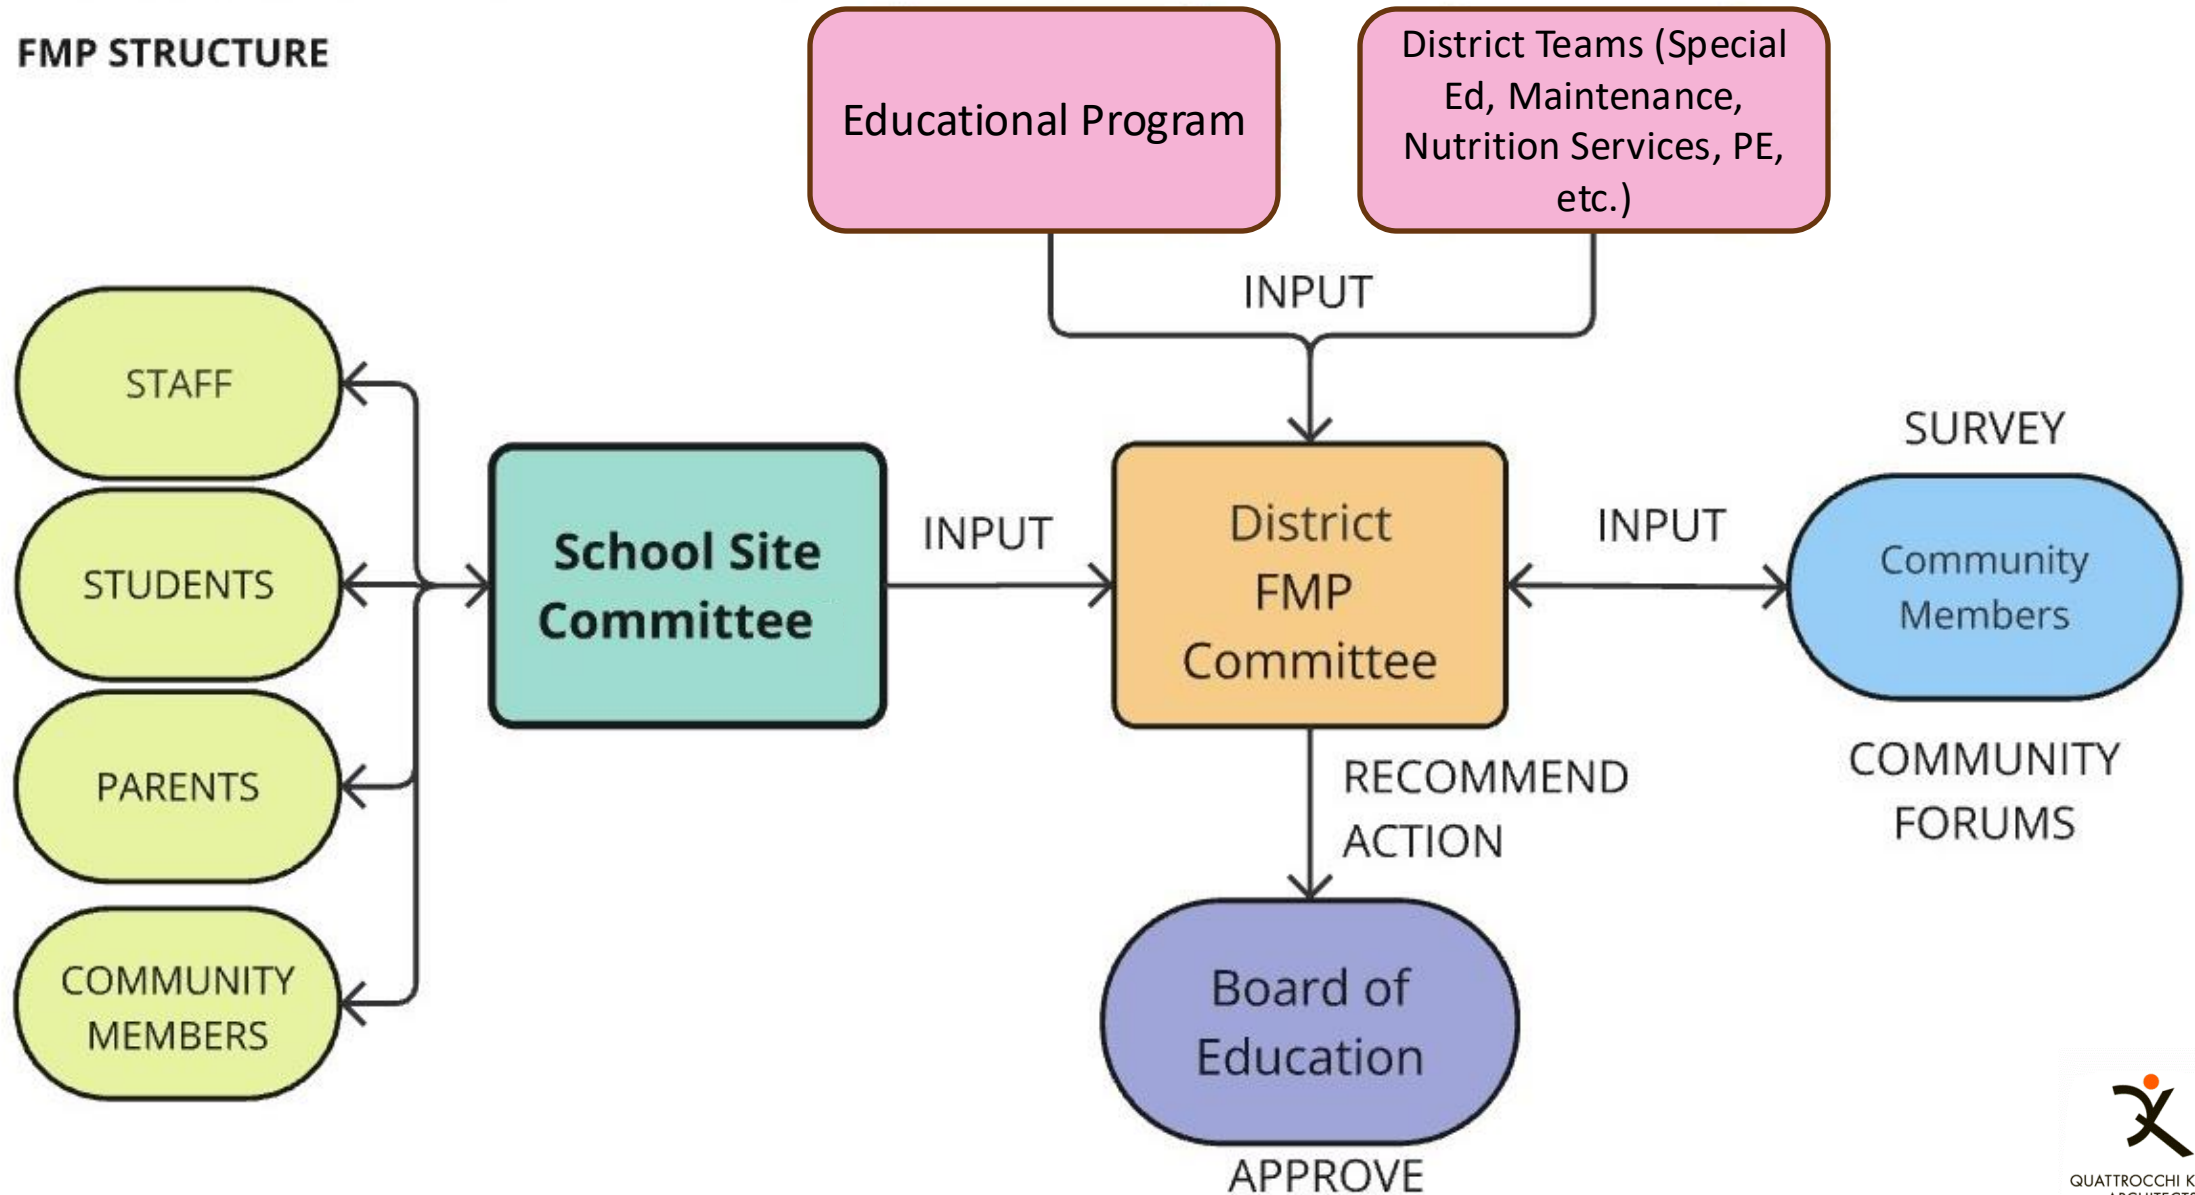 FMP STRUCTURE
Educational Program
District Teams (Special
Ed, Maintenance,
Nutrition Services, PE,
etc.)
INPUT
STAFF
STUDENTS
PARENTS
COMMUNITY
MEMBERS
School Site
Committee
INPUT
District
FMP
Committee
INPUT
SURVEY
Community
Members
COMMUNITY
FORUMS
RECOMMEND
ACTION
Board of
Education
APPROVE
QUATTROCCHI K